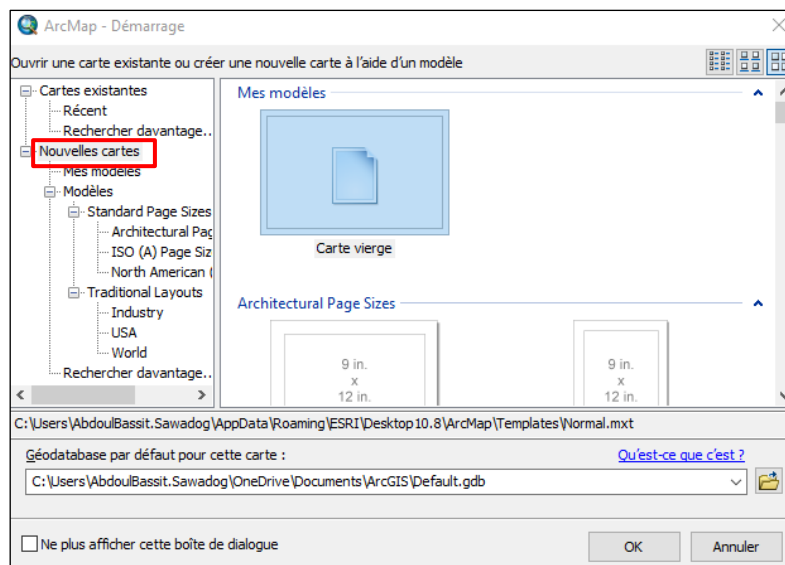 ArcMap - Démarrage
Ouvrir une carte existante ou créer une nouvelle carte à l'aide d'un modèle
Cartes existantes
Récent
Rechercher davantage..
Nouvelles cartes
Mes modèles
Modèles
Standard Page Sizes
Architectural Pag
ISO (A) Page Siz
North American (
Traditional Layouts
Industry
USA
World
Rechercher davantage..
Mes modèles
Carte vierge
Architectural Page Sizes
9 in.
x
12 in.
9 in.
x
12 in.
C:\Users\AbdoulBassit.Sawadog\AppData\Roaming\ESRI\Desktop10.8\ArcMap\Templates\Normal.mxt
Géodatabase par défaut pour cette carte :
Qu'est-ce que c'est ?
C:\Users\AbdoulBassit.Sawadog\OneDrive\Documents\ArcGIS\Default.gdb
Ne plus afficher cette boîte de dialogue
OK
Annuler